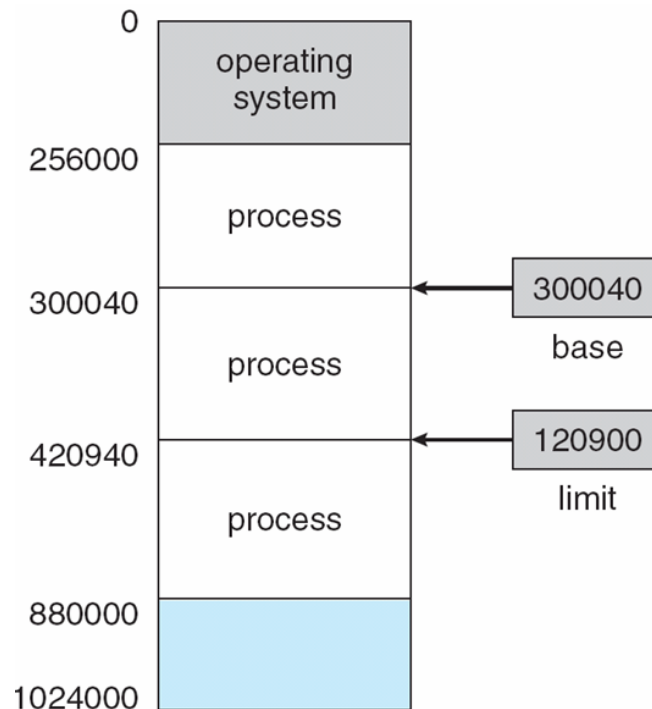 0
operating
system
256000
process
300040
300040
base
process
420940
120900
limit
process
880000
1024000